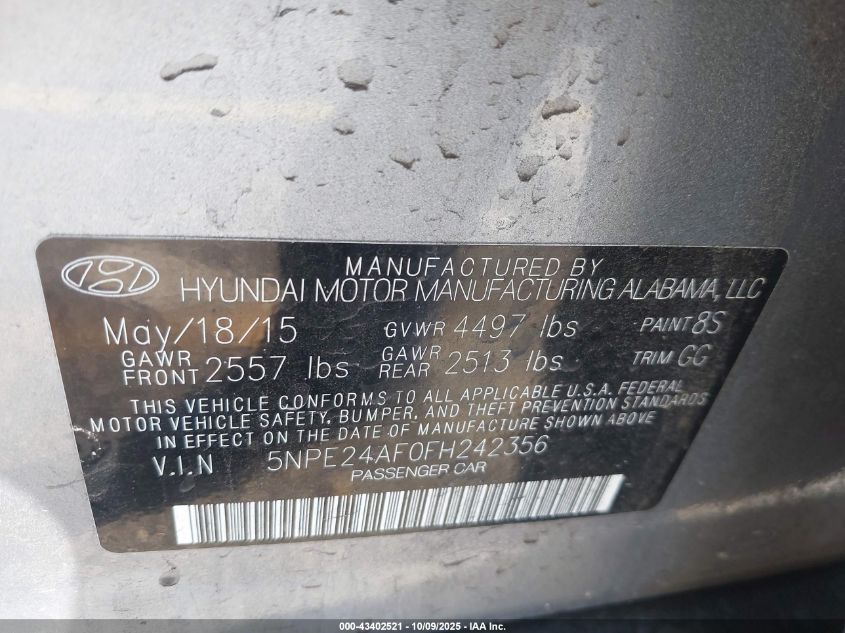 MANUFACTURED BY
HYUNDAI MOTOR MANUFACTURING ALABAMA, LLC
May/18/15 GVWR 4497 lbs PAINT 8S
GAWR FRONT 2557 lbs GAWR REAR 2513 lbs TRIM GG
THIS VEHICLE CONFORMS TO ALL APPLICABLE U.S.A. FEDERAL
MOTOR VEHICLE SAFETY, BUMPER, AND THEFT PREVENTION STANDARDS
IN EFFECT ON THE DATE OF MANUFACTURE SHOWN ABOVE
V.I.N 5NPE24AF0FH242356
PASSENGER CAR
000-43402521 - 10/09/2025 - IAA Inc.